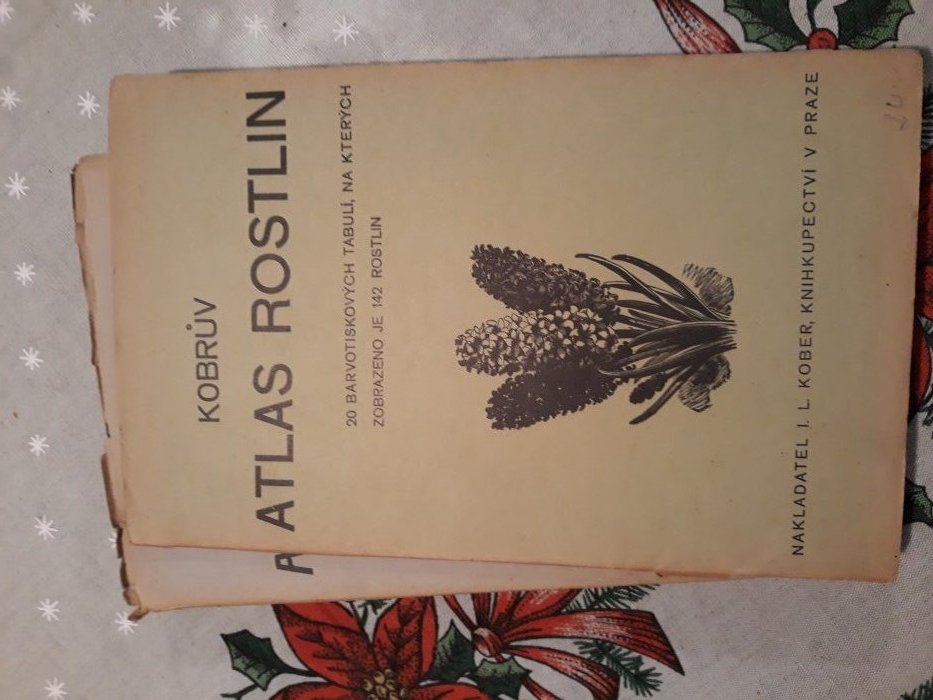 KOBRŮV
ATLAS ROSTLIN
20 BARVOTISKOVÝCH TABULÍ, NA KTERÝCH
ZOBRAZENO JE 142 ROSTLIN
NAKLADATEL I. L. KOBER, KNIHKUPECTVÍ V PRAZE
A